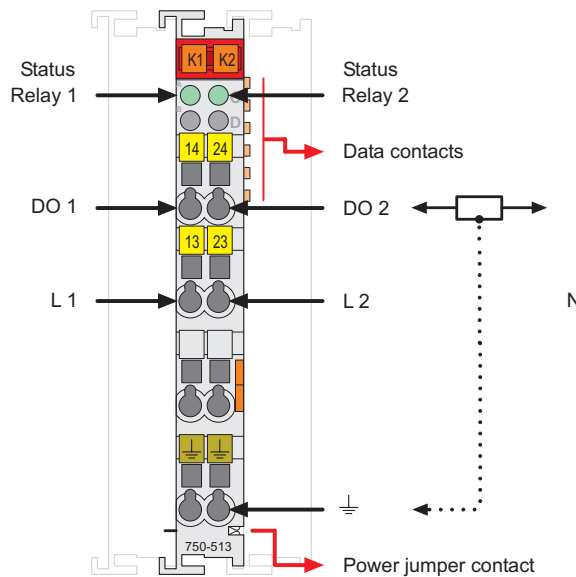 K1 K2
Status
Relay 1
Status
Relay 2
A
C
B
D
14 24
Data contacts
DO 1
DO 2
13 23
L 1
L 2
N
750-513
Power jumper contact